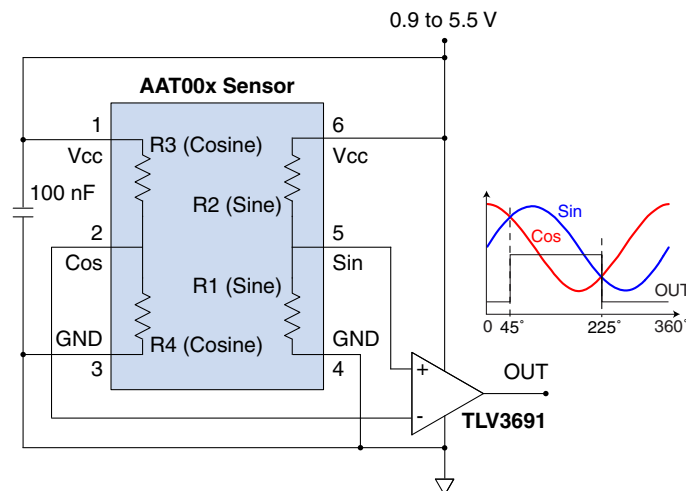 0.9 to 5.5 V
AAT00x Sensor
1
Vcc
R3 (Cosine)
6
Vcc
100 nF
R2 (Sine)
2
Cos
5
Sin
R1 (Sine)
GND
3
R4 (Cosine)
GND
4
+
-
OUT
TLV3691
Sin
Cos
OUT
0 45° 225° 360°